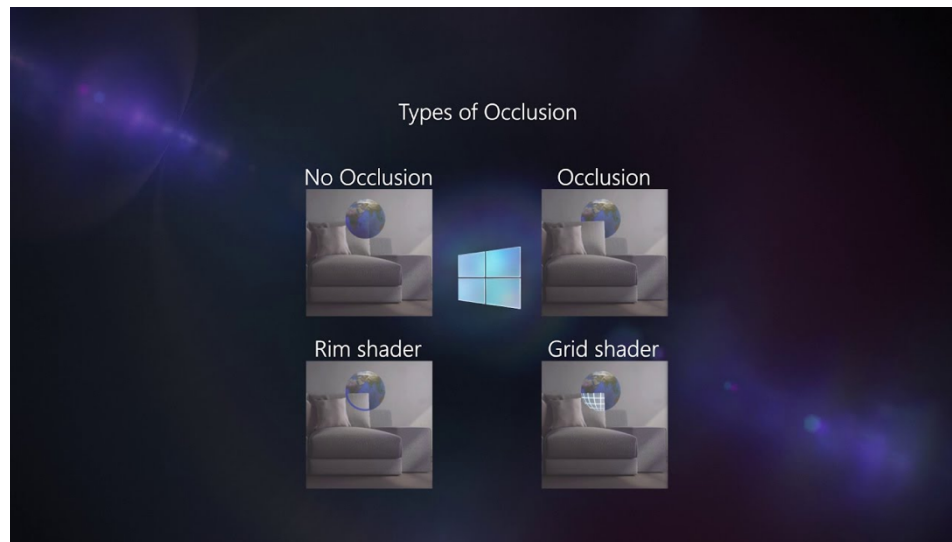 Types of Occlusion
No Occlusion
Occlusion
Rim shader
Grid shader